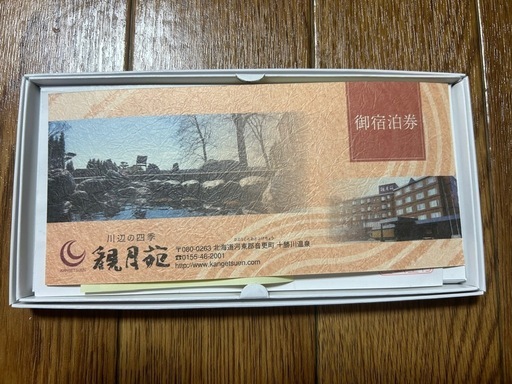 御宿泊券
川辺の四季
観月苑
〒080-0263 北海道河東郡音更町 十勝川温泉
☎0155-46-2001
http://www.kangetsuen.com